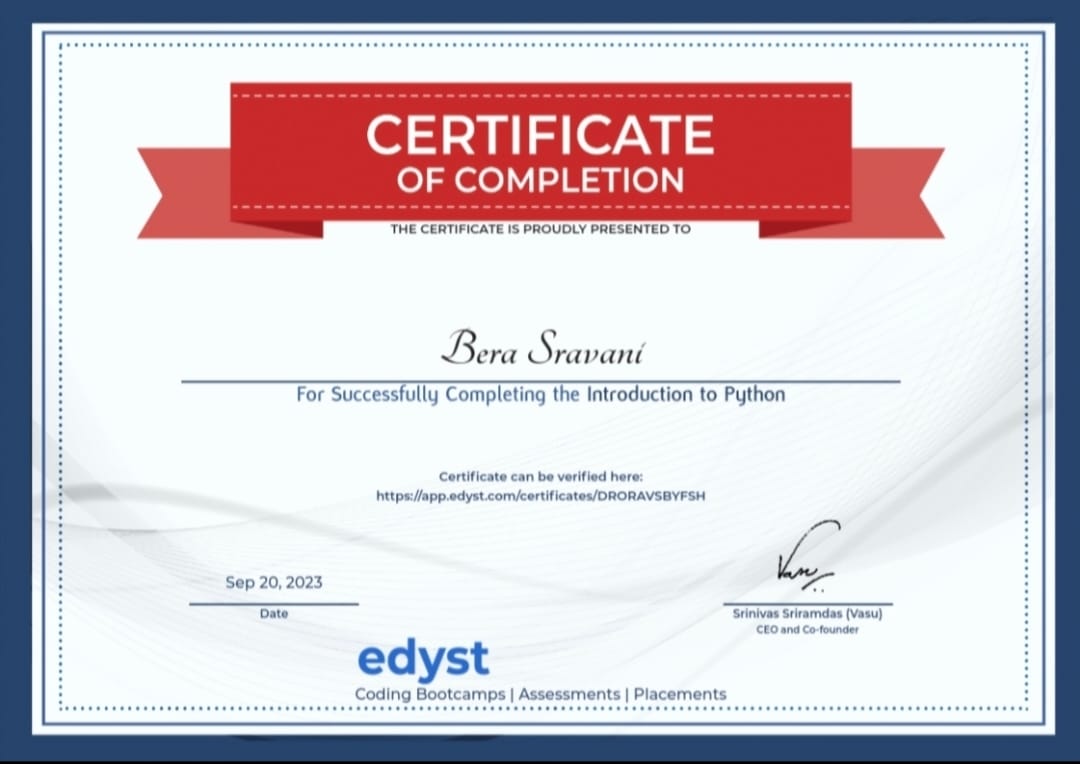 CERTIFICATE
OF COMPLETION
THE CERTIFICATE IS PROUDLY PRESENTED TO
Bera Sravani
For Successfully Completing the Introduction to Python
Certificate can be verified here:
https://app.edyst.com/certificates/DRORAVSBYFSH
Vasu
Sep 20, 2023
Date
Srinivas Sriramdas (Vasu)
CEO and Co-founder
edyst
Coding Bootcamps | Assessments | Placements